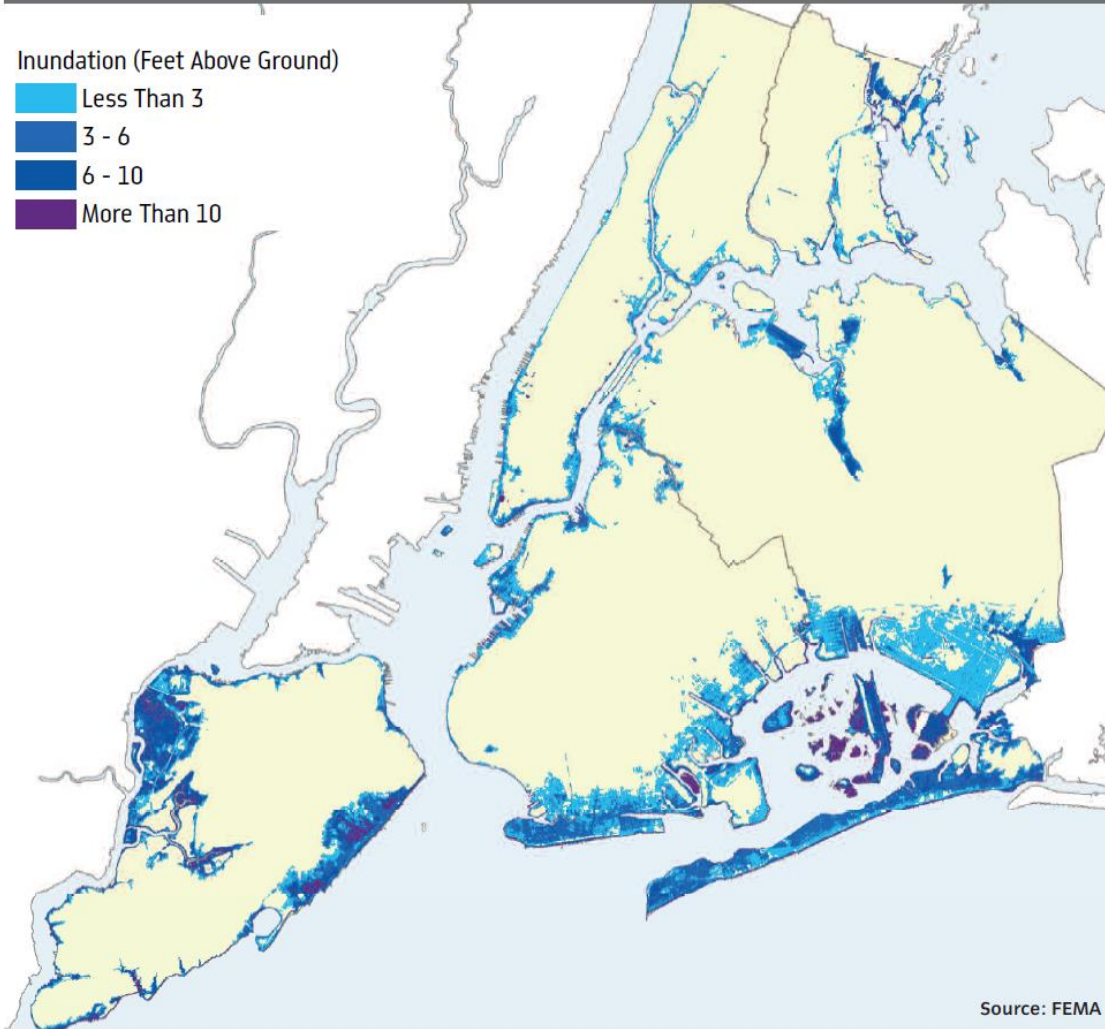 Inundation (Feet Above Ground)
Less Than 3
3 - 6
6 - 10
More Than 10
Source: FEMA